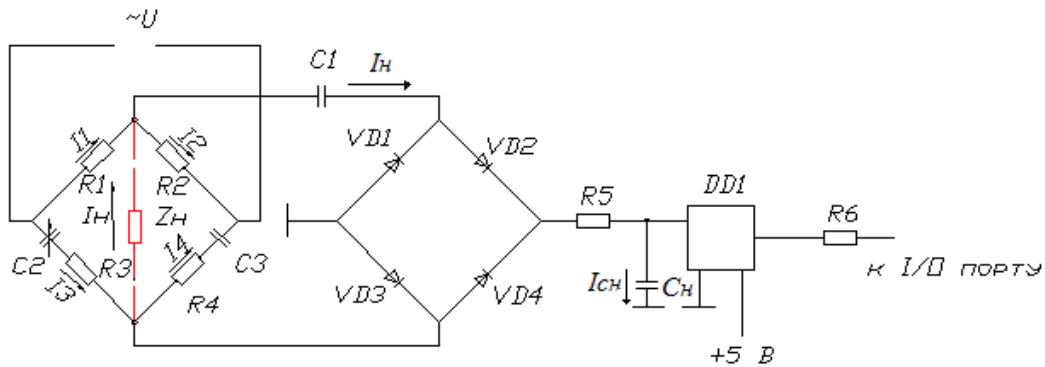 ~U
C1
Iн
I1
I2
VD1
VD2
R1
R2
R5
DD1
R6
Iн
Zн
I4
C2
R3
C3
I3
R4
VD3
VD4
Iсн
Cн
к I/O порту
+5 В